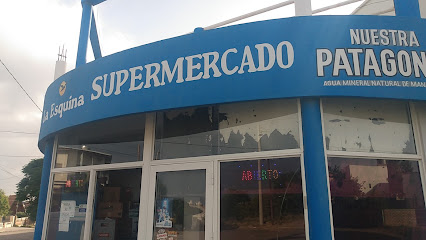 La Esquina SUPERMERCADO
NUESTRA
PATAGON
AGUA MINERAL NATURAL DE MAN
ABIERTO